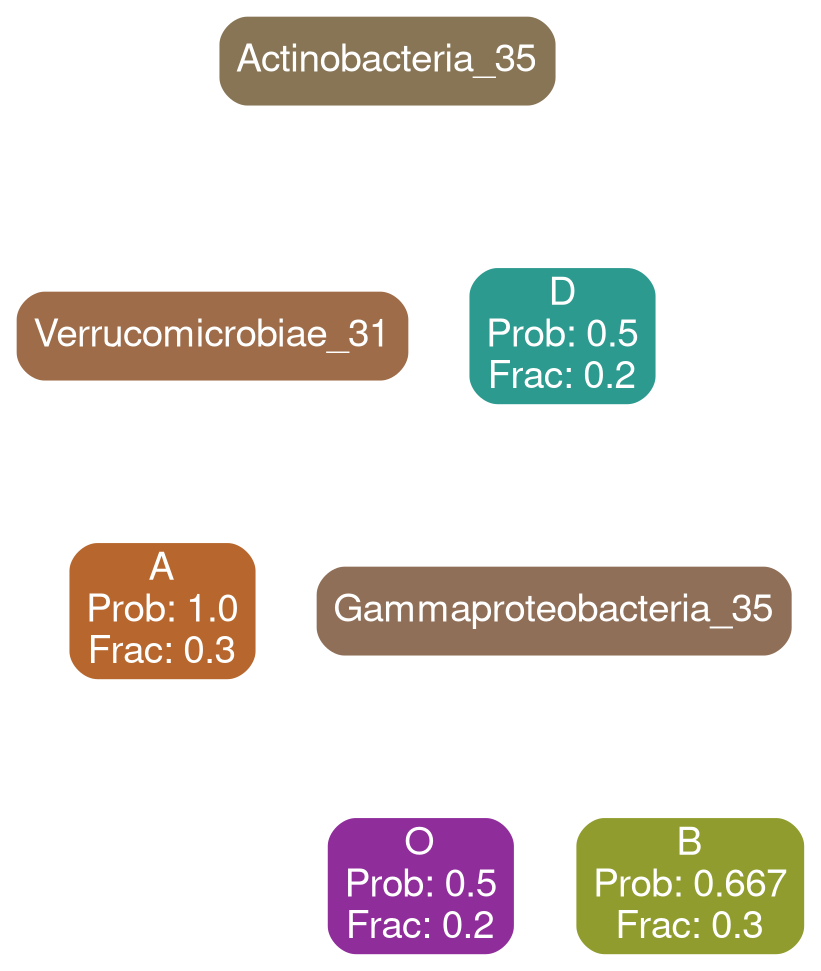 Actinobacteria_35
Verrucomicrobiae_31
D
Prob: 0.5
Frac: 0.2
A
Prob: 1.0
Frac: 0.3
Gammaproteobacteria_35
O
Prob: 0.5
Frac: 0.2
B
Prob: 0.667
Frac: 0.3